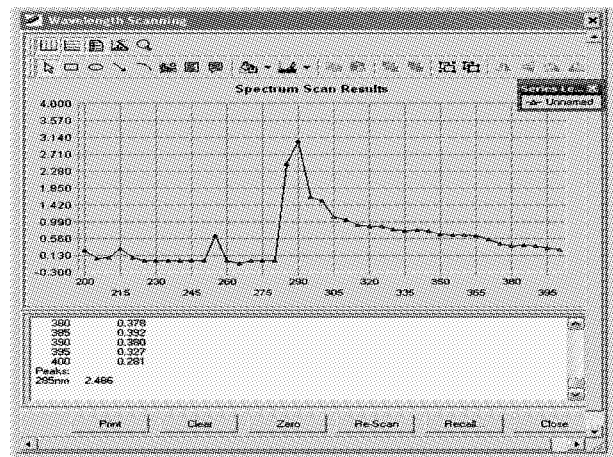 Wavelength Scanning
Spectrum Scan Results
Series Le...
Unnamed
4.000
3.570
3.140
2.710
2.280
1.850
1.420
0.990
0.560
0.130
-0.300
200 230 260 290 320 350 380
215 245 275 305 335 365 395
380 0.378
385 0.392
390 0.380
395 0.327
400 0.281
Peaks:
285nm 2.486
Print Clear Zero Re-Scan Recall... Close